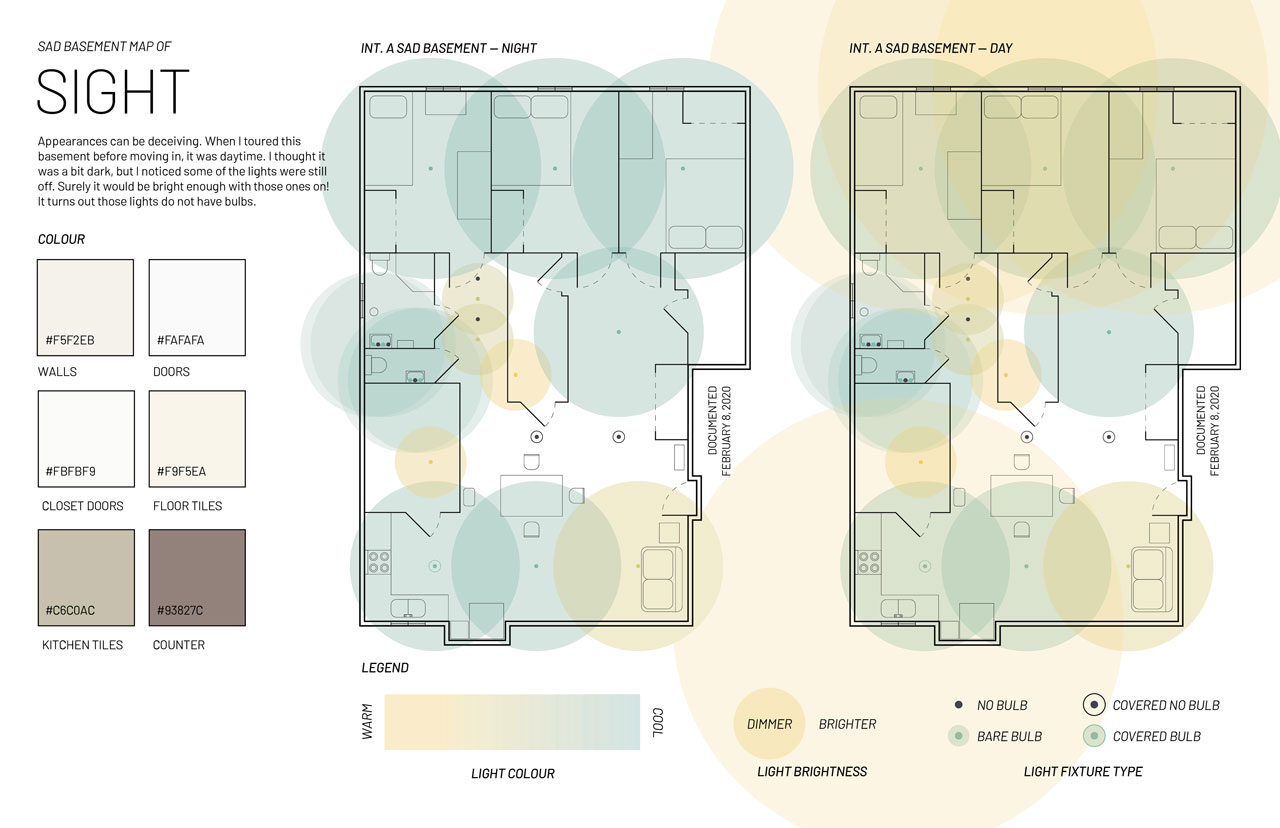 SAD BASEMENT MAP OF
SIGHT
Appearances can be deceiving. When I toured this
basement before moving in, it was daytime. I thought it
was a bit dark, but I noticed some of the lights were still
off. Surely it would be bright enough with those ones on!
It turns out those lights do not have bulbs.
COLOUR
#F5F2EB
#FAFAFA
WALLS
DOORS
#FBFBF9
#F9F5EA
CLOSET DOORS
FLOOR TILES
#C6C0AC
#93827C
KITCHEN TILES
COUNTER
INT. A SAD BASEMENT — NIGHT
DOCUMENTED
FEBRUARY 8, 2020
INT. A SAD BASEMENT — DAY
DOCUMENTED
FEBRUARY 8, 2020
LEGEND
WARM
COOL
LIGHT COLOUR
DIMMER
BRIGHTER
LIGHT BRIGHTNESS
NO BULB
COVERED NO BULB
BARE BULB
COVERED BULB
LIGHT FIXTURE TYPE